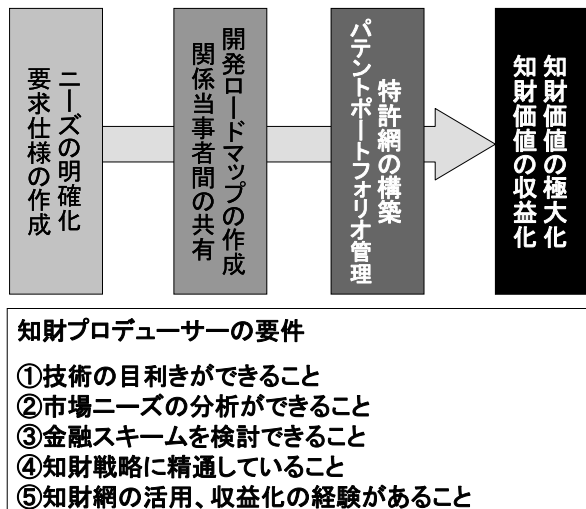 ニーズの明確化
要求仕様の作成
開発ロードマップの作成
関係当事者間の共有
特許網の構築
パテントポートフォリオ管理
知財価値の極大化
知財価値の収益化
知財プロデューサーの要件
①技術の目利きができること
②市場ニーズの分析ができること
③金融スキームを検討できること
④知財戦略に精通していること
⑤知財網の活用、収益化の経験があること